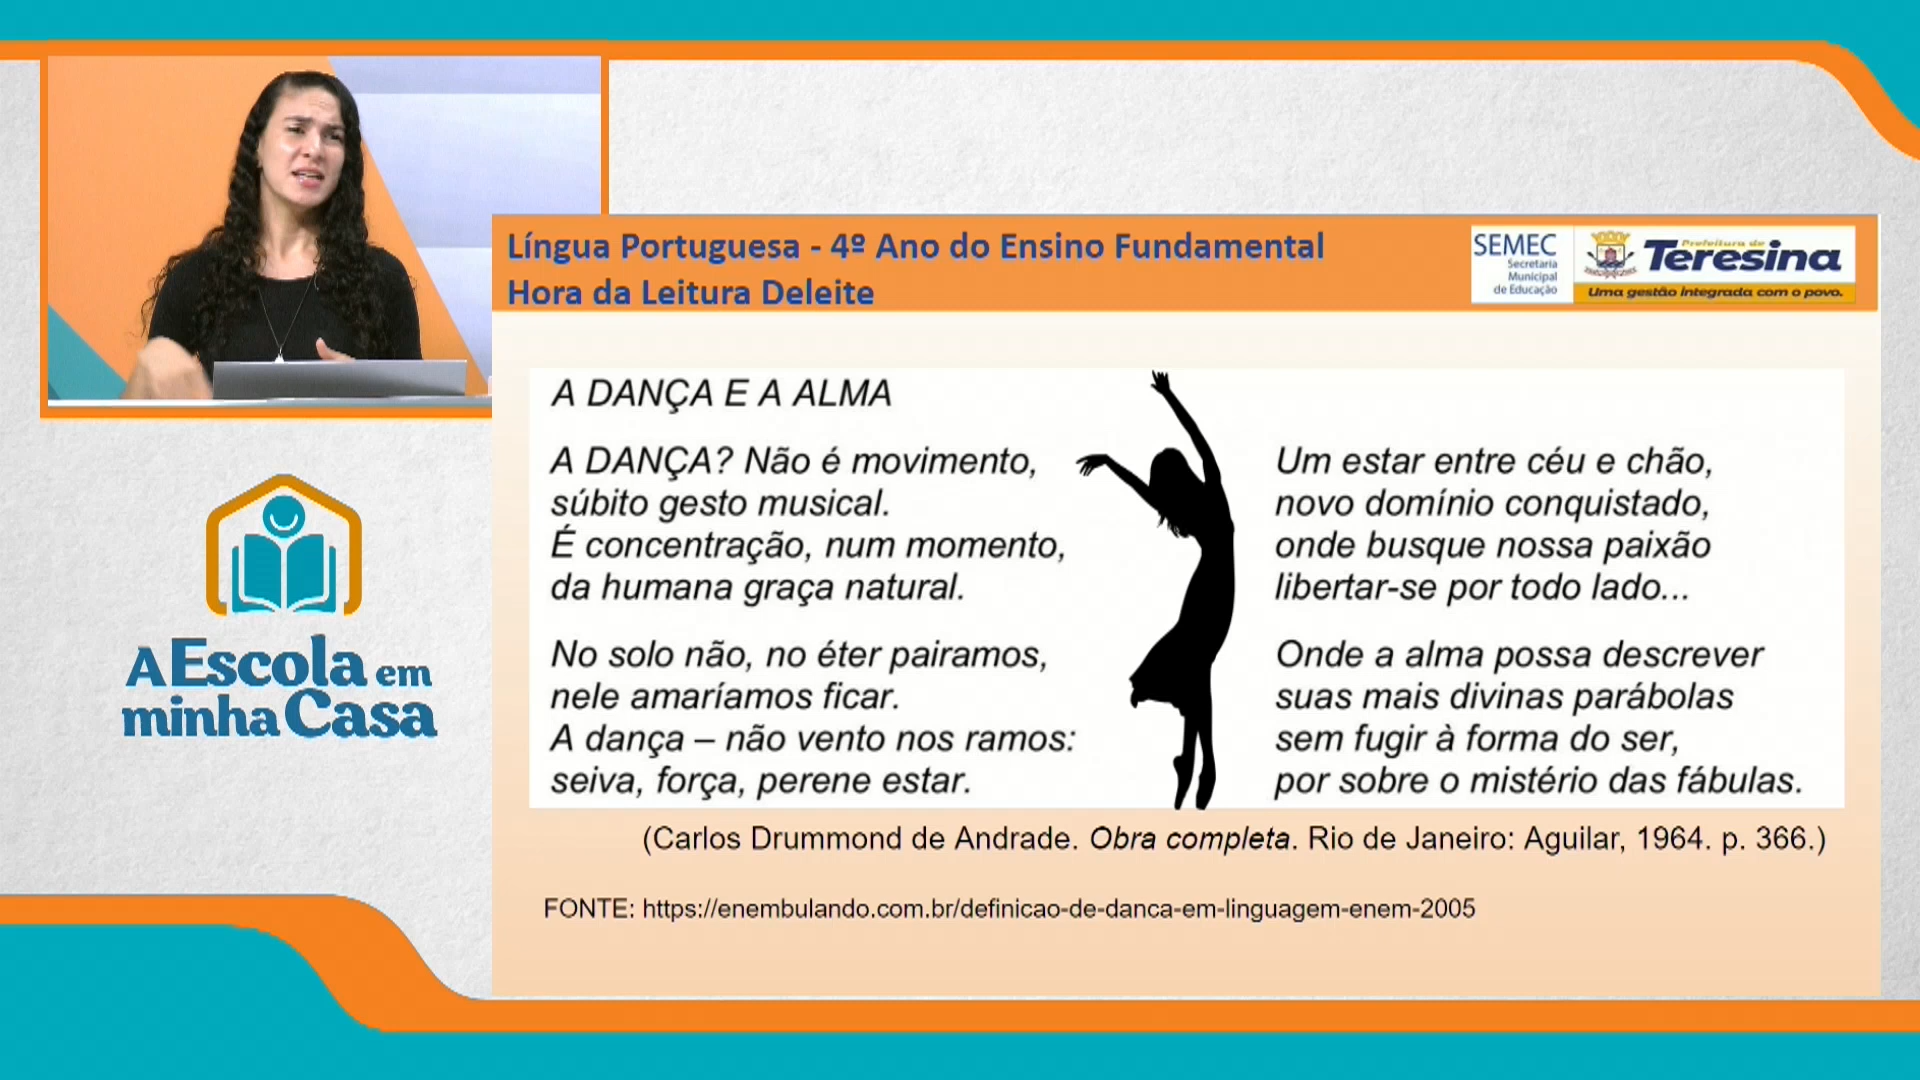 Língua Portuguesa - 4º Ano do Ensino Fundamental
Hora da Leitura Deleite
SEMEC
Secretaria
Municipal
de Educação
Prefeitura de
Teresina
Uma gestão integrada com o povo.
A DANÇA E A ALMA
A DANÇA? Não é movimento,
súbito gesto musical.
É concentração, num momento,
da humana graça natural.
No solo não, no éter pairamos,
nele amaríamos ficar.
A dança – não vento nos ramos:
seiva, força, perene estar.
Um estar entre céu e chão,
novo domínio conquistado,
onde busque nossa paixão
libertar-se por todo lado...
Onde a alma possa descrever
suas mais divinas parábolas
sem fugir à forma do ser,
por sobre o mistério das fábulas.
(Carlos Drummond de Andrade. Obra completa. Rio de Janeiro: Aguilar, 1964. p. 366.)
FONTE: https://enembulando.com.br/definicao-de-danca-em-linguagem-enem-2005
A Escola em
minha Casa